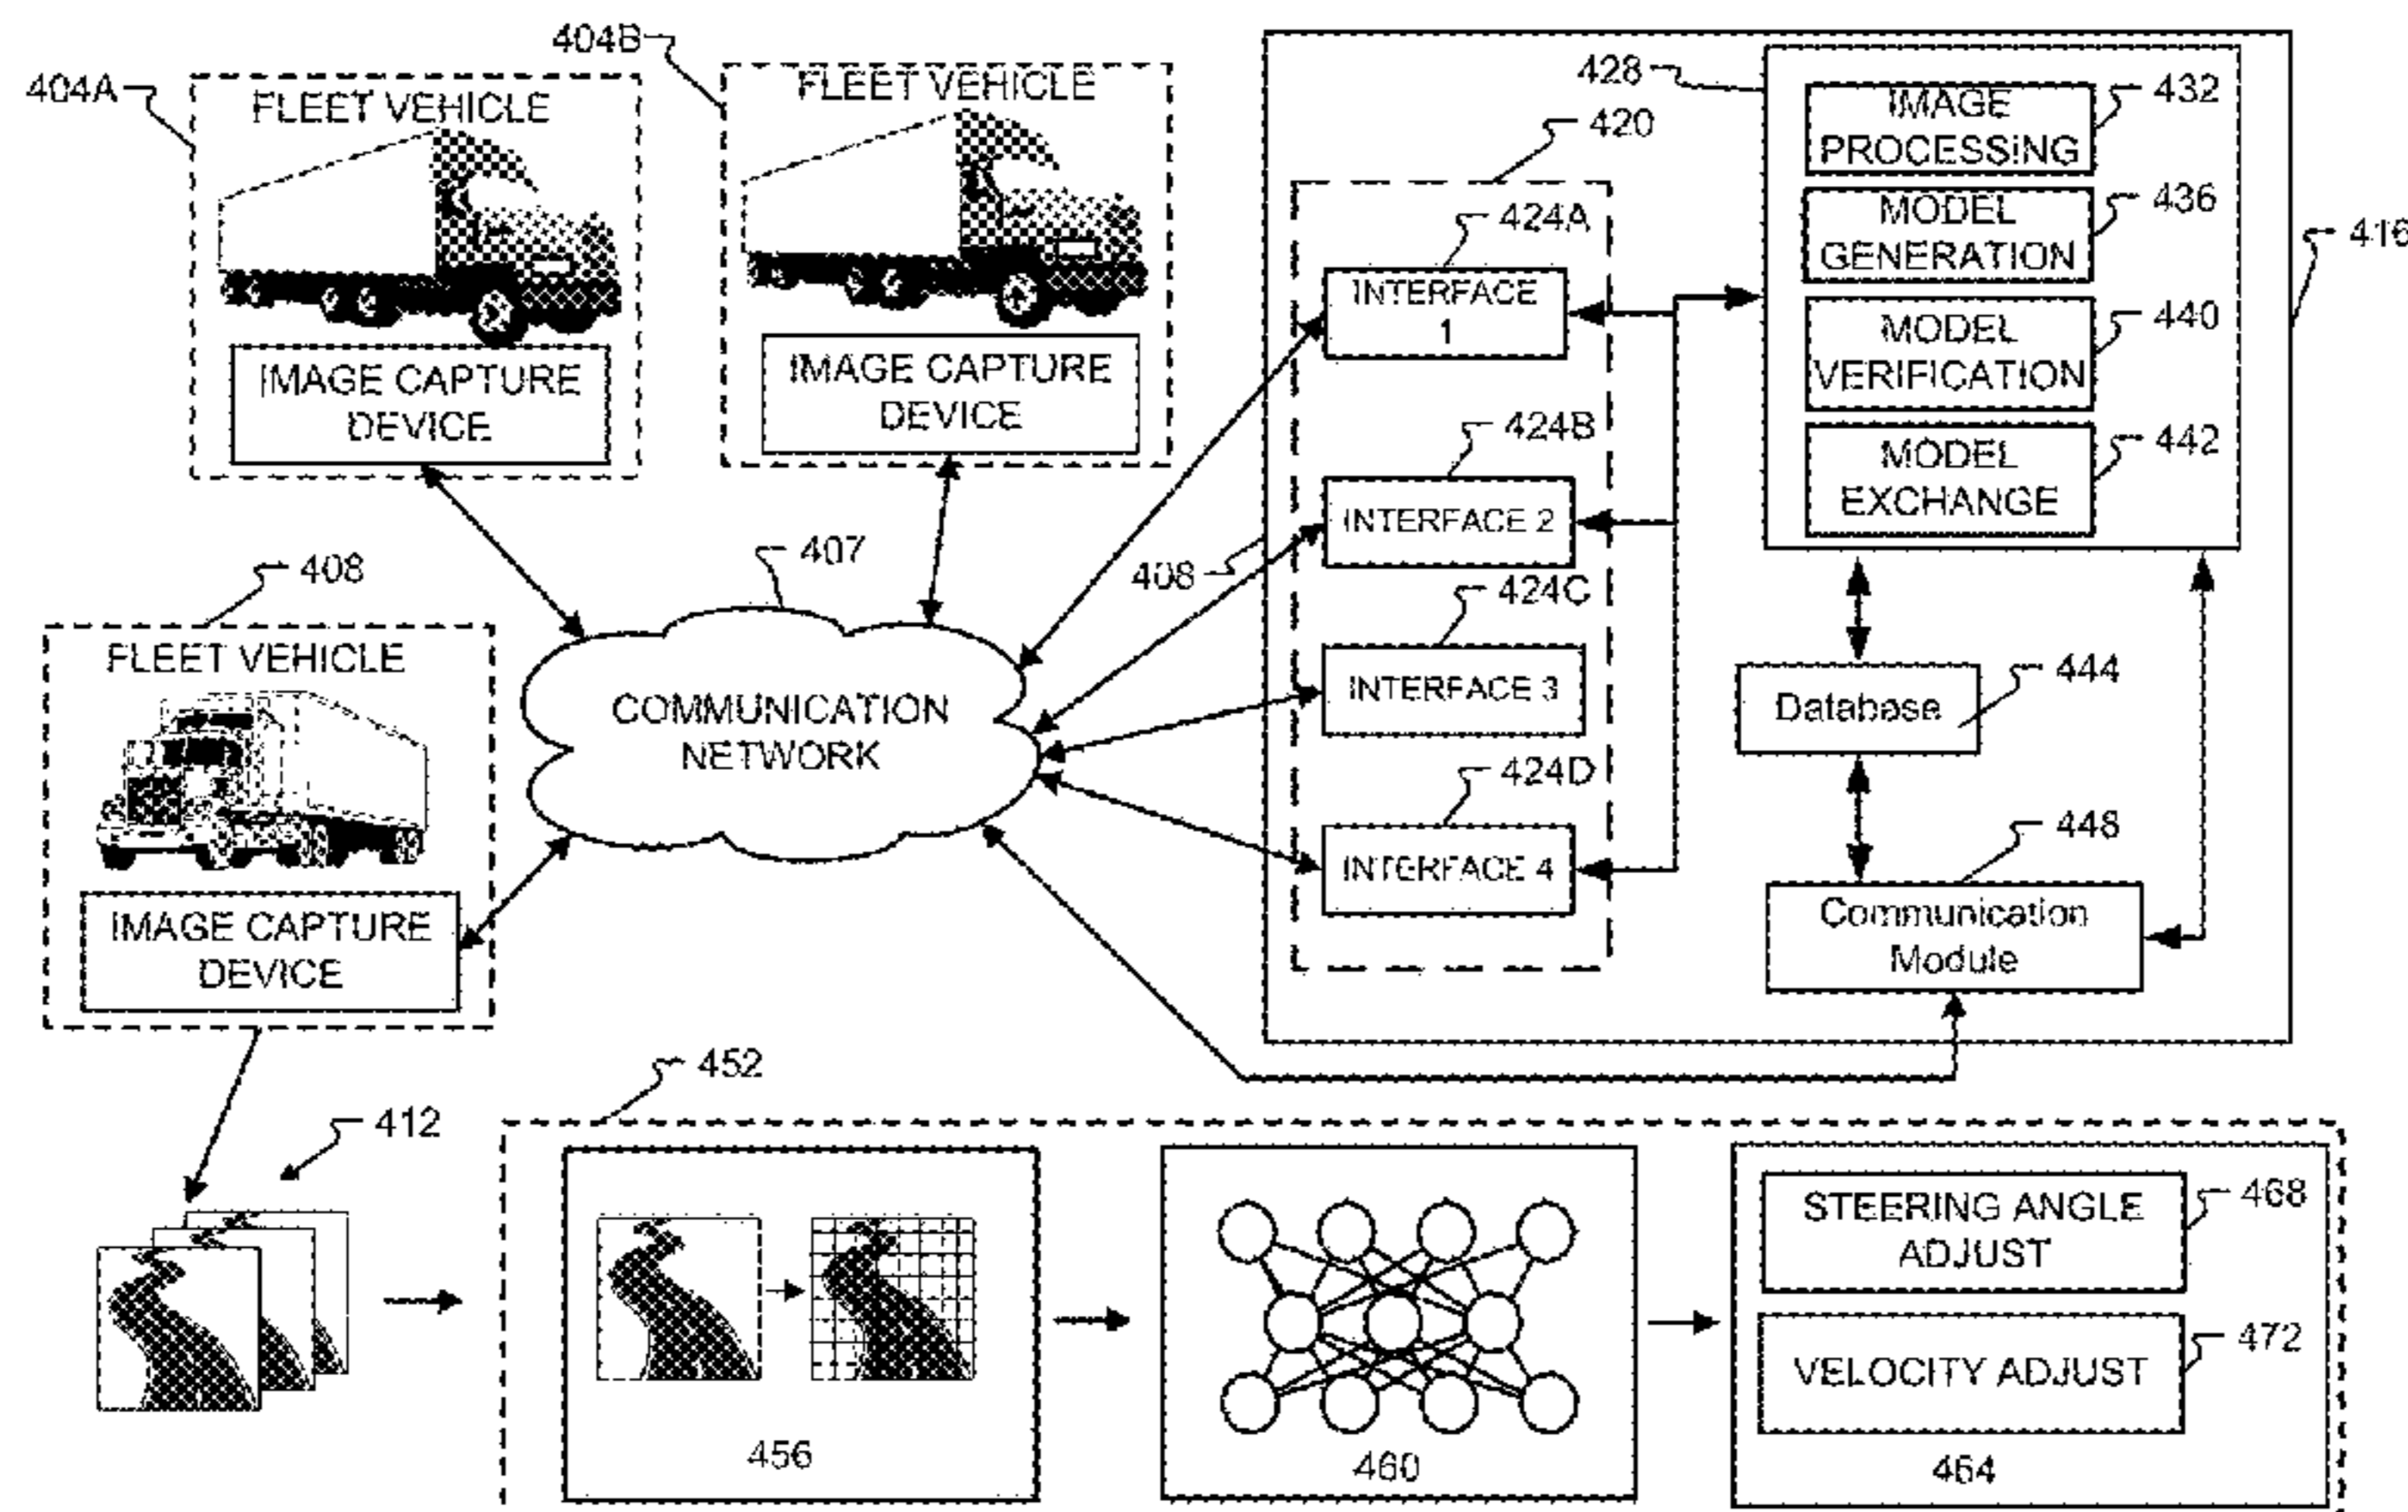 404A
FLEET VEHICLE
IMAGE CAPTURE
DEVICE
404B
FLEET VEHICLE
IMAGE CAPTURE
DEVICE
408
FLEET VEHICLE
IMAGE CAPTURE
DEVICE
407
COMMUNICATION
NETWORK
408
420
424A
INTERFACE
1
424B
INTERFACE 2
424C
INTERFACE 3
424D
INTERFACE 4
428
IMAGE
PROCESSING
432
MODEL
GENERATION
436
MODEL
VERIFICATION
440
MODEL
EXCHANGE
442
416
Database
444
448
Communication
Module
412
452
456
460
STEERING ANGLE
ADJUST
468
VELOCITY ADJUST
472
464